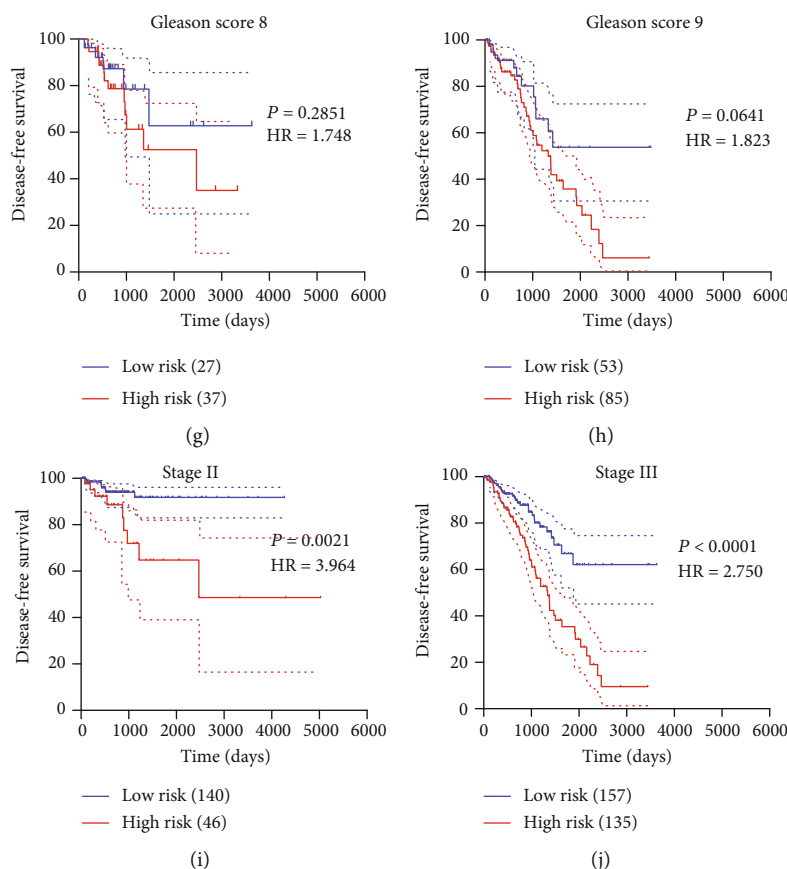 Gleason score 8
100
80
60
40
20
0
Disease-free survival
P = 0.2851
HR = 1.748
0 1000 2000 3000 4000 5000 6000
Time (days)
Low risk (27)
High risk (37)
(g)
Gleason score 9
100
80
60
40
20
0
Disease-free survival
P = 0.0641
HR = 1.823
0 1000 2000 3000 4000 5000 6000
Time (days)
Low risk (53)
High risk (85)
(h)
Stage II
100
80
60
40
20
0
Disease-free survival
P = 0.0021
HR = 3.964
0 1000 2000 3000 4000 5000 6000
Time (days)
Low risk (140)
High risk (46)
(i)
Stage III
100
80
60
40
20
0
Disease-free survival
P < 0.0001
HR = 2.750
0 1000 2000 3000 4000 5000 6000
Time (days)
Low risk (157)
High risk (135)
(j)